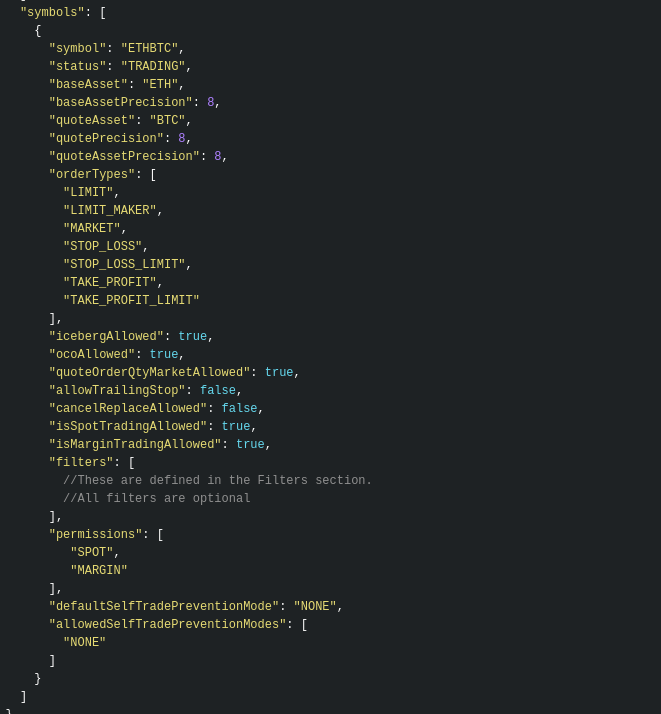 "symbols": [
{
"symbol": "ETHBTC",
"status": "TRADING",
"baseAsset": "ETH",
"baseAssetPrecision": 8,
"quoteAsset": "BTC",
"quotePrecision": 8,
"quoteAssetPrecision": 8,
"orderTypes": [
"LIMIT",
"LIMIT_MAKER",
"MARKET",
"STOP_LOSS",
"STOP_LOSS_LIMIT",
"TAKE_PROFIT",
"TAKE_PROFIT_LIMIT"
],
"icebergAllowed": true,
"ocoAllowed": true,
"quoteOrderQtyMarketAllowed": true,
"allowTrailingStop": false,
"cancelReplaceAllowed": false,
"isSpotTradingAllowed": true,
"isMarginTradingAllowed": true,
"filters": [
//These are defined in the Filters section.
//All filters are optional
],
"permissions": [
"SPOT",
"MARGIN"
],
"defaultSelfTradePreventionMode": "NONE",
"allowedSelfTradePreventionModes": [
"NONE"
]
}
]
}